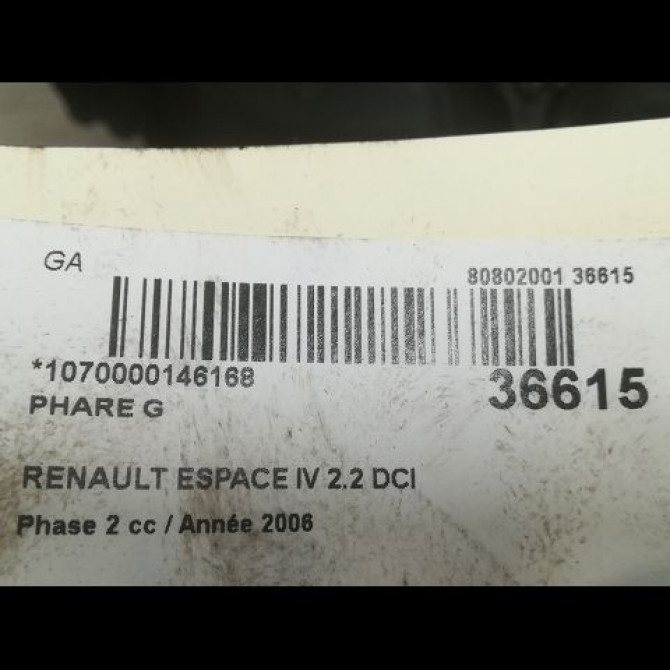 GA
80802001 36615
*1070000146168
36615
PHARE G
RENAULT ESPACE IV 2.2 DCI
Phase 2 cc / Année 2006